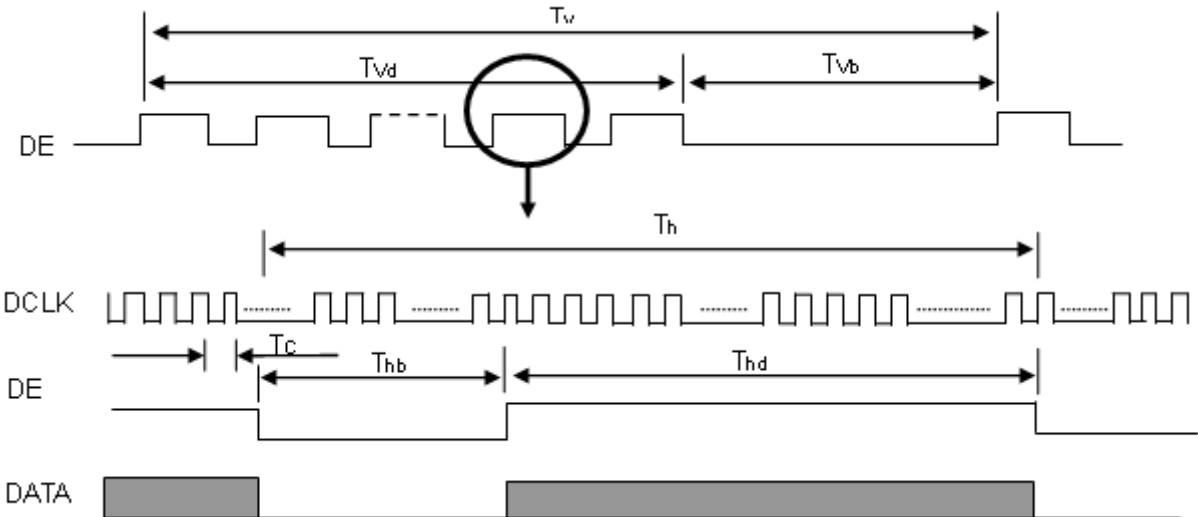 Tv
Tvd
Tvb
DE
Th
DCLK
Tc
Thb
Thd
DE
DATA